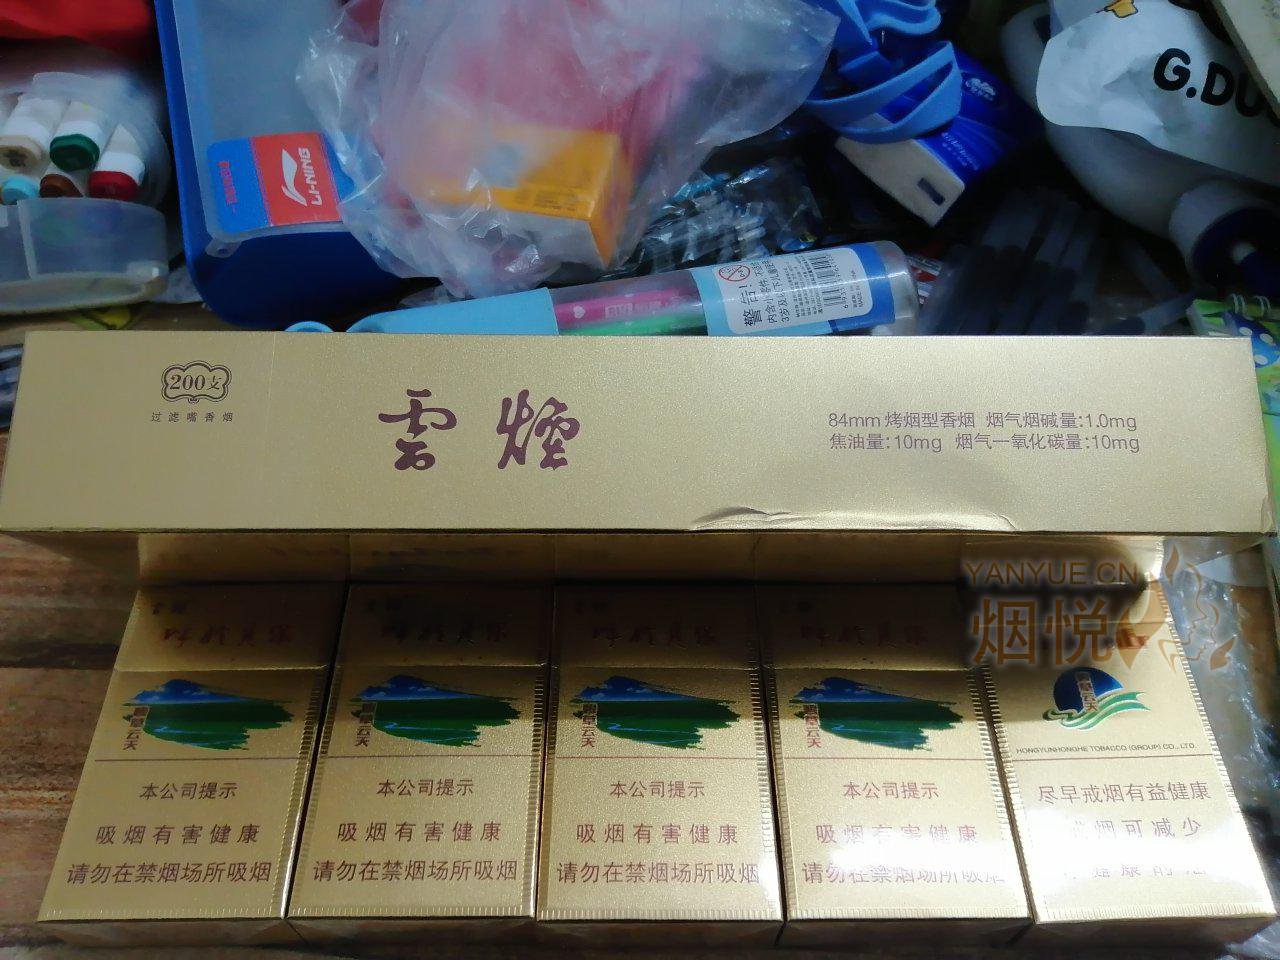 G.DU
LI-NING
警告!
200支
过滤嘴香烟
雲煙
84mm 烤烟型香烟 烟气烟碱量:1.0mg
焦油量:10mg 烟气一氧化碳量:10mg
YANYUE.CN
烟悦
HONGYUNHONGHE TOBACCO (GROUP) CO., LTD.
本公司提示
吸烟有害健康
请勿在禁烟场所吸烟
本公司提示
吸烟有害健康
请勿在禁烟场所吸烟
本公司提示
吸烟有害健康
请勿在禁烟场所吸烟
本公司提示
吸烟有害健康
请勿在禁烟场所吸烟
尽早戒烟有益健康
烟可减少